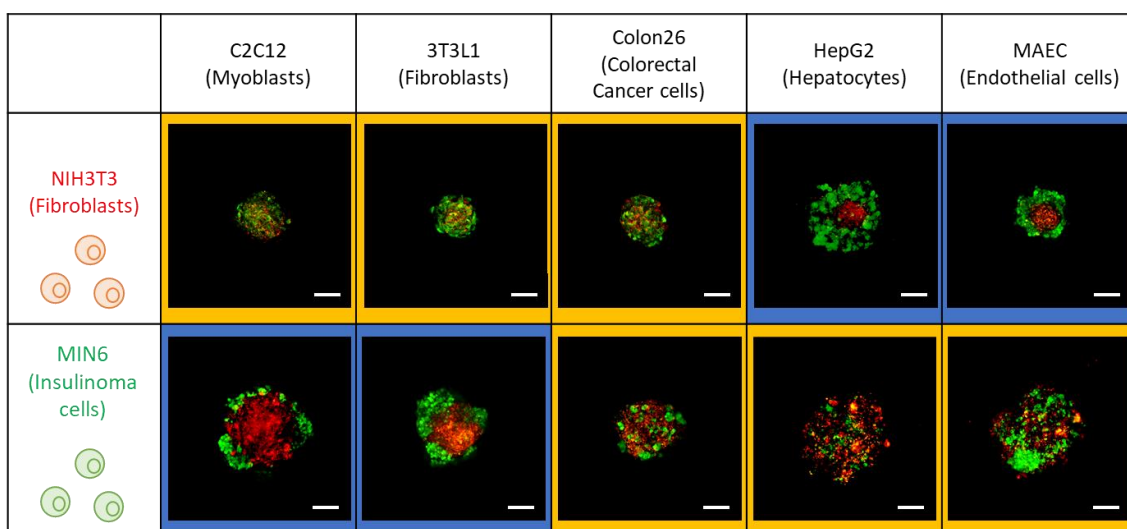 C2C12
(Myoblasts)
3T3L1
(Fibroblasts)
Colon26
(Colorectal
Cancer cells)
HepG2
(Hepatocytes)
MAEC
(Endothelial cells)
NIH3T3
(Fibroblasts)
MIN6
(Insulinoma
cells)